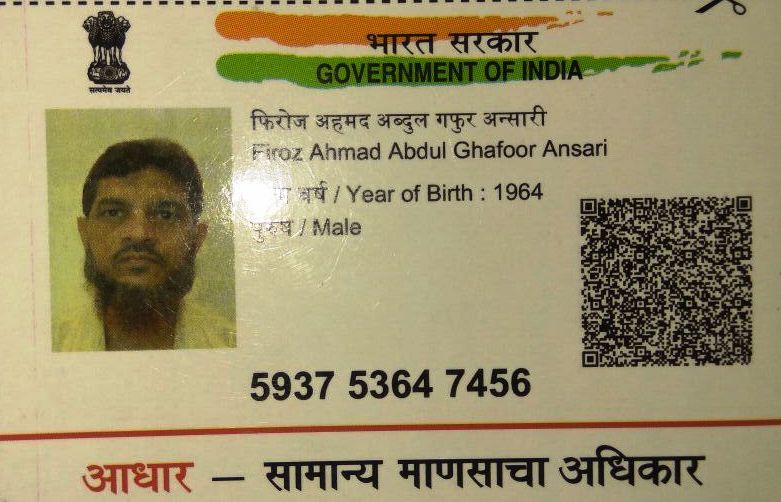 भारत सरकार
GOVERNMENT OF INDIA
सत्यमेव जयते
फिरोज अहमद अब्दुल गफुर अन्सारी
Firoz Ahmad Abdul Ghafoor Ansari
वर्ष / Year of Birth : 1964
पुरुष / Male
5937 5364 7456
आधार — सामान्य माणसाचा अधिकार